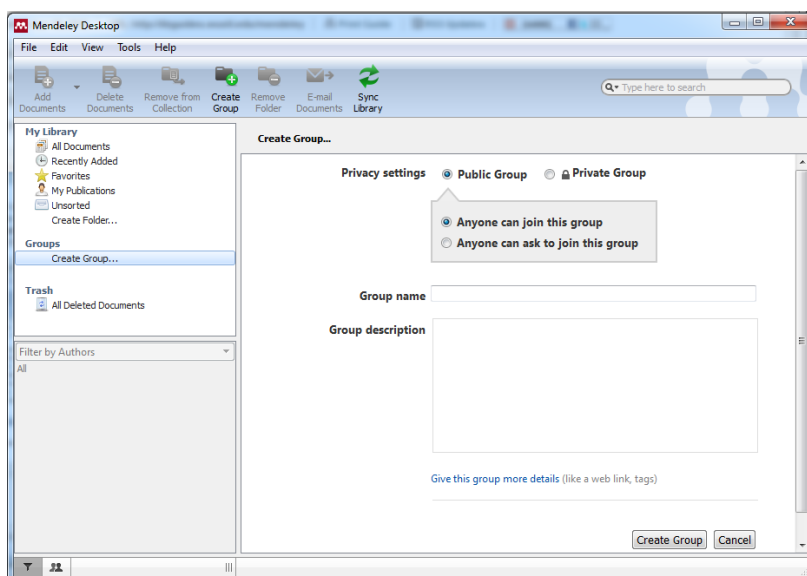 Mendeley Desktop
File Edit View Tools Help
Add Documents
Delete Documents
Remove from Collection
Create Group
Remove Folder
E-mail Documents
Sync Library
Type here to search
My Library
All Documents
Recently Added
Favorites
My Publications
Unsorted
Create Folder...
Groups
Create Group...
Trash
All Deleted Documents
Filter by Authors
All
Create Group...
Privacy settings Public Group Private Group
Anyone can join this group
Anyone can ask to join this group
Group name
Group description
Give this group more details (like a web link, tags)
Create Group Cancel